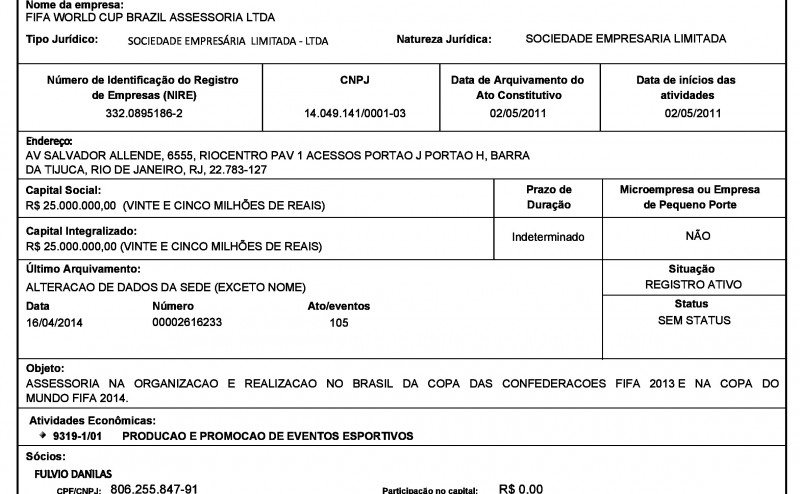 Nome da empresa:
FIFA WORLD CUP BRAZIL ASSESSORIA LTDA
Tipo Jurídico: SOCIEDADE EMPRESÁRIA LIMITADA - LTDA Natureza Jurídica: SOCIEDADE EMPRESARIA LIMITADA
Número de Identificação do Registro de Empresas (NIRE)
332.0895186-2
CNPJ
14.049.141/0001-03
Data de Arquivamento do Ato Constitutivo
02/05/2011
Data de inícios das atividades
02/05/2011
Endereço:
AV SALVADOR ALLENDE, 6555, RIOCENTRO PAV 1 ACESSOS PORTAO J PORTAO H, BARRA
DA TIJUCA, RIO DE JANEIRO, RJ, 22.783-127
Capital Social:
R$ 25.000.000,00 (VINTE E CINCO MILHÕES DE REAIS)
Capital Integralizado:
R$ 25.000.000,00 (VINTE E CINCO MILHÕES DE REAIS)
Prazo de Duração
Indeterminado
Microempresa ou Empresa de Pequeno Porte
NÃO
Último Arquivamento:
ALTERACAO DE DADOS DA SEDE (EXCETO NOME)
Data Número Ato/eventos
16/04/2014 00002616233 105
Situação
REGISTRO ATIVO
Status
SEM STATUS
Objeto:
ASSESSORIA NA ORGANIZACAO E REALIZACAO NO BRASIL DA COPA DAS CONFEDERACOES FIFA 2013 E NA COPA DO
MUNDO FIFA 2014.
Atividades Econômicas:
9319-1/01 PRODUCAO E PROMOCAO DE EVENTOS ESPORTIVOS
Sócios:
FULVIO DANILAS
CPF/CNPJ: 806.255.847-91 Participação no capital: R$ 0,00